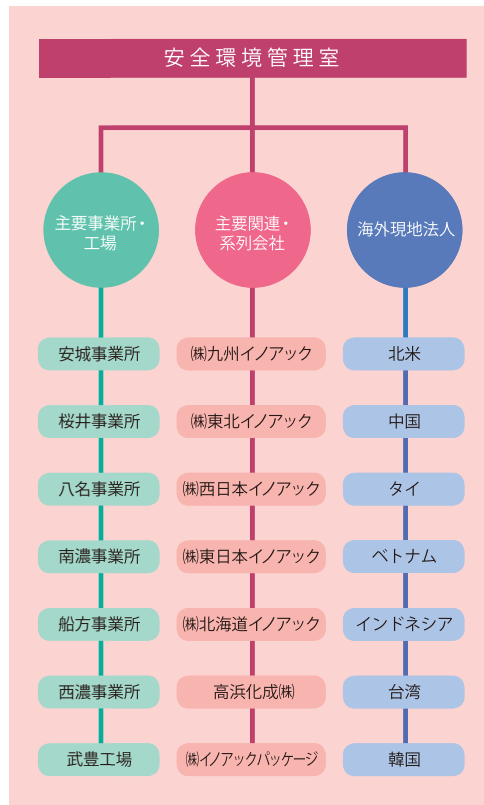 安全環境管理室
主要事業所・
工場
安城事業所
桜井事業所
八名事業所
南濃事業所
船方事業所
西濃事業所
武豊工場
主要関連・
系列会社
㈱九州イノアック
㈱東北イノアック
㈱西日本イノアック
㈱東日本イノアック
㈱北海道イノアック
高浜化成㈱
㈱イノアックパッケージ
海外現地法人
北米
中国
タイ
ベトナム
インドネシア
台湾
韓国